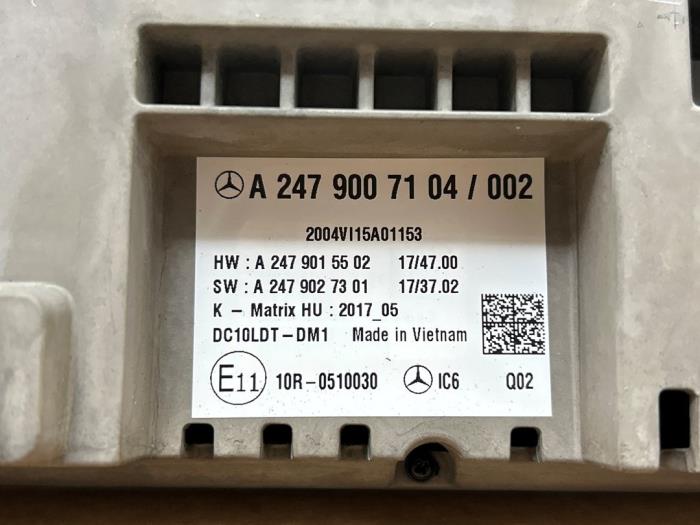 A 247 900 71 04 / 002
2004VI15A01153
HW : A 247 901 55 02 17/47.00
SW : A 247 902 73 01 17/37.02
K - Matrix HU : 2017_05
DC10LDT-DM1 Made in Vietnam
E11 10R-0510030 IC6 Q02